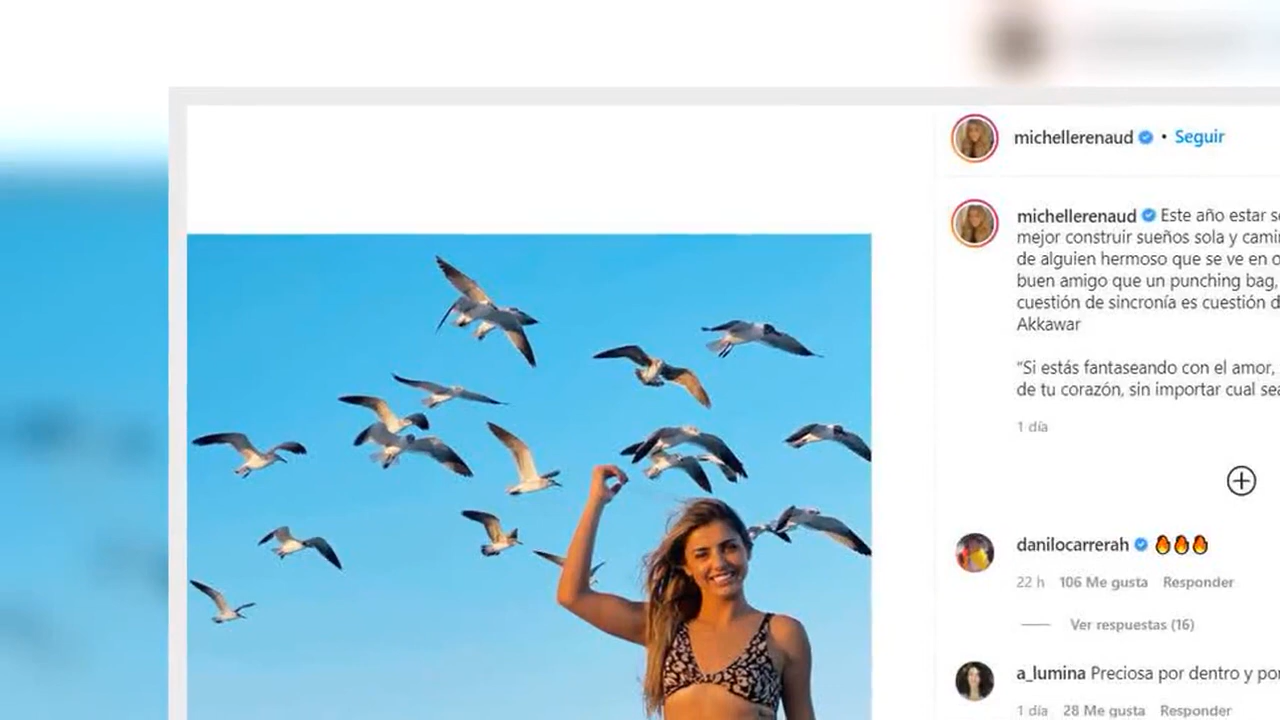 michellerenaud • Seguir
michellerenaud Este año estar
mejor construir sueños sola y
de alguien hermoso que se ve en
buen amigo que un punching bag,
cuestión de sincronía es cuestión
Akkawar
“Si estás fantaseando con el amor,
de tu corazón, sin importar cual
1 día
danilocarrerah 🔥🔥🔥
22 h 106 Me gusta Responder
Ver respuestas (16)
a_lumina Preciosa por dentro y
1 día 28 Me gusta Responder